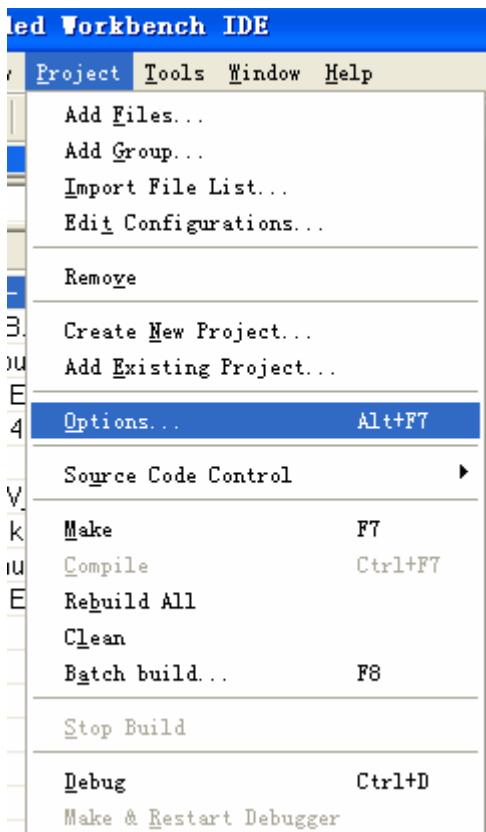 ded Workbench IDE
Project Tools Window Help
Add Files...
Add Group...
Import File List...
Edit Configurations...
Remove
Create New Project...
Add Existing Project...
Options... Alt+F7
Source Code Control
Make F7
Compile Ctrl+F7
Rebuild All
Clean
Batch build... F8
Stop Build
Debug Ctrl+D
Make & Restart Debugger